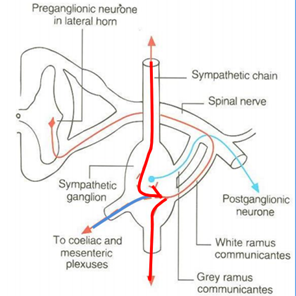 Preganglionic neurone
in lateral horn
Sympathetic chain
Spinal nerve
Sympathetic
ganglion
Postganglionic
neurone
To coeliac and
mesenteric
plexuses
White ramus
communicantes
Grey ramus
communicantes